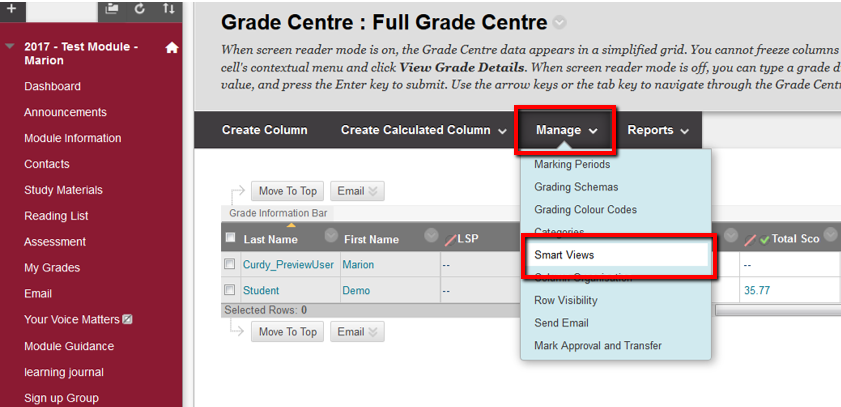 2017 - Test Module -
Marion
Dashboard
Announcements
Module Information
Contacts
Study Materials
Reading List
Assessment
My Grades
Email
Your Voice Matters
Module Guidance
learning journal
Sign up Group
Grade Centre : Full Grade Centre
When screen reader mode is on, the Grade Centre data appears in a simplified grid. You cannot freeze columns
cell's contextual menu and click View Grade Details. When screen reader mode is off, you can type a grade d
value, and press the Enter key to submit. Use the arrow keys or the tab key to navigate through the Grade Cent
Create Column Create Calculated Column Manage Reports
Marking Periods
Grading Schemas
Grading Colour Codes
Categories
Smart Views
Column Organisation
Row Visibility
Send Email
Mark Approval and Transfer
Move To Top Email
Grade Information Bar
Last Name First Name LSP Total Sco
Curdy_PreviewUser Marion -- --
Student Demo -- 35.77
Selected Rows: 0
Move To Top Email